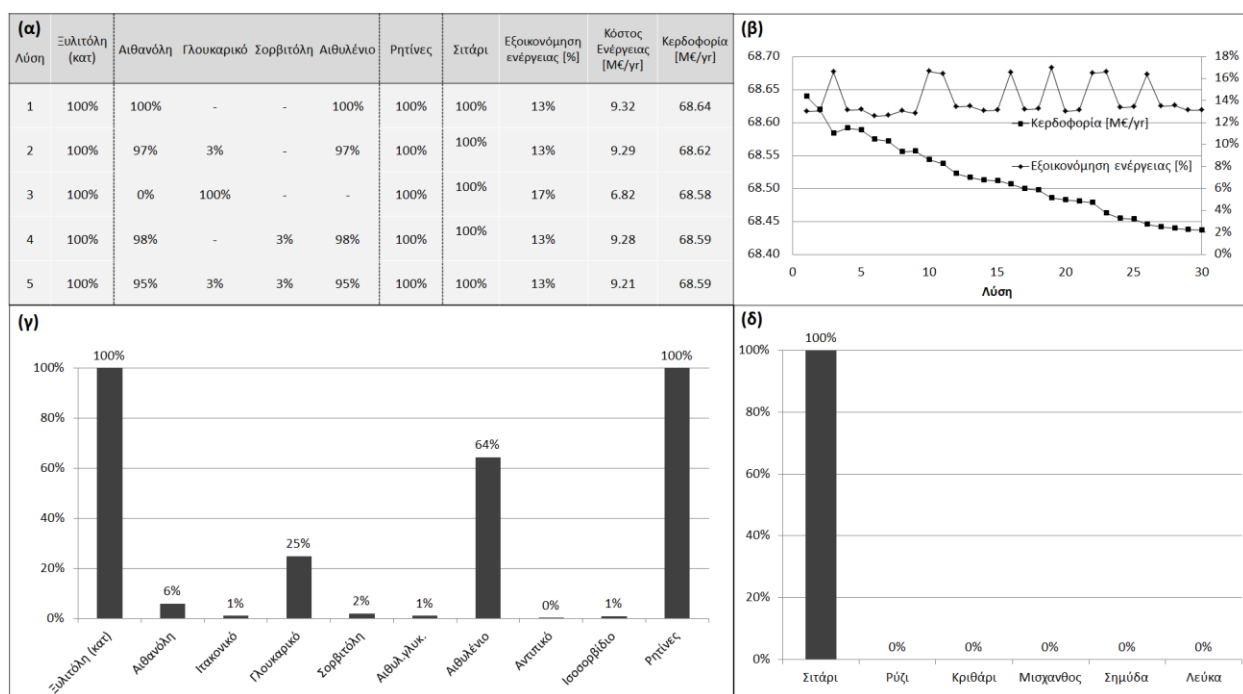 (α)
Λύση Ξυλιτόλη (κατ) Αιθανόλη Γλουκαρικό Σορβιτόλη Αιθυλένιο Ρητίνες Σιτάρι Εξοικονόμηση ενέργειας [%] Κόστος Ενέργειας [M€/yr] Κερδοφορία [M€/yr]
1 100% 100% - - 100% 100% 100% 13% 9.32 68.64
2 100% 97% 3% - 97% 100% 100% 13% 9.29 68.62
3 100% 0% 100% - - 100% 100% 17% 6.82 68.58
4 100% 98% - 3% 98% 100% 100% 13% 9.28 68.59
5 100% 95% 3% 3% 95% 100% 100% 13% 9.21 68.59
(β)
68.70 18%
68.65 16%
14%
68.60 12%
Κερδοφορία [M€/yr]
68.55 10%
Εξοικονόμηση ενέργειας [%]
8%
68.50 6%
68.45 4%
2%
68.40 0%
0 5 10 15 20 25 30
Λύση
(γ)
100% 80% 60% 40% 20% 0%
100% 6% 1% 25% 2% 1% 64% 0% 1% 100%
Ξυλιτόλη (κατ) Αιθανόλη Ιτακονικό Γλουκαρικό Σορβιτόλη Αιθυλ.γλυκ. Αιθυλένιο Αντιπικό Ισοσορβίδιο Ρητίνες
(δ)
100% 80% 60% 40% 20% 0%
100% 0% 0% 0% 0% 0%
Σιτάρι Ρύζι Κριθάρι Μισχανθος Σημύδα Λεύκα